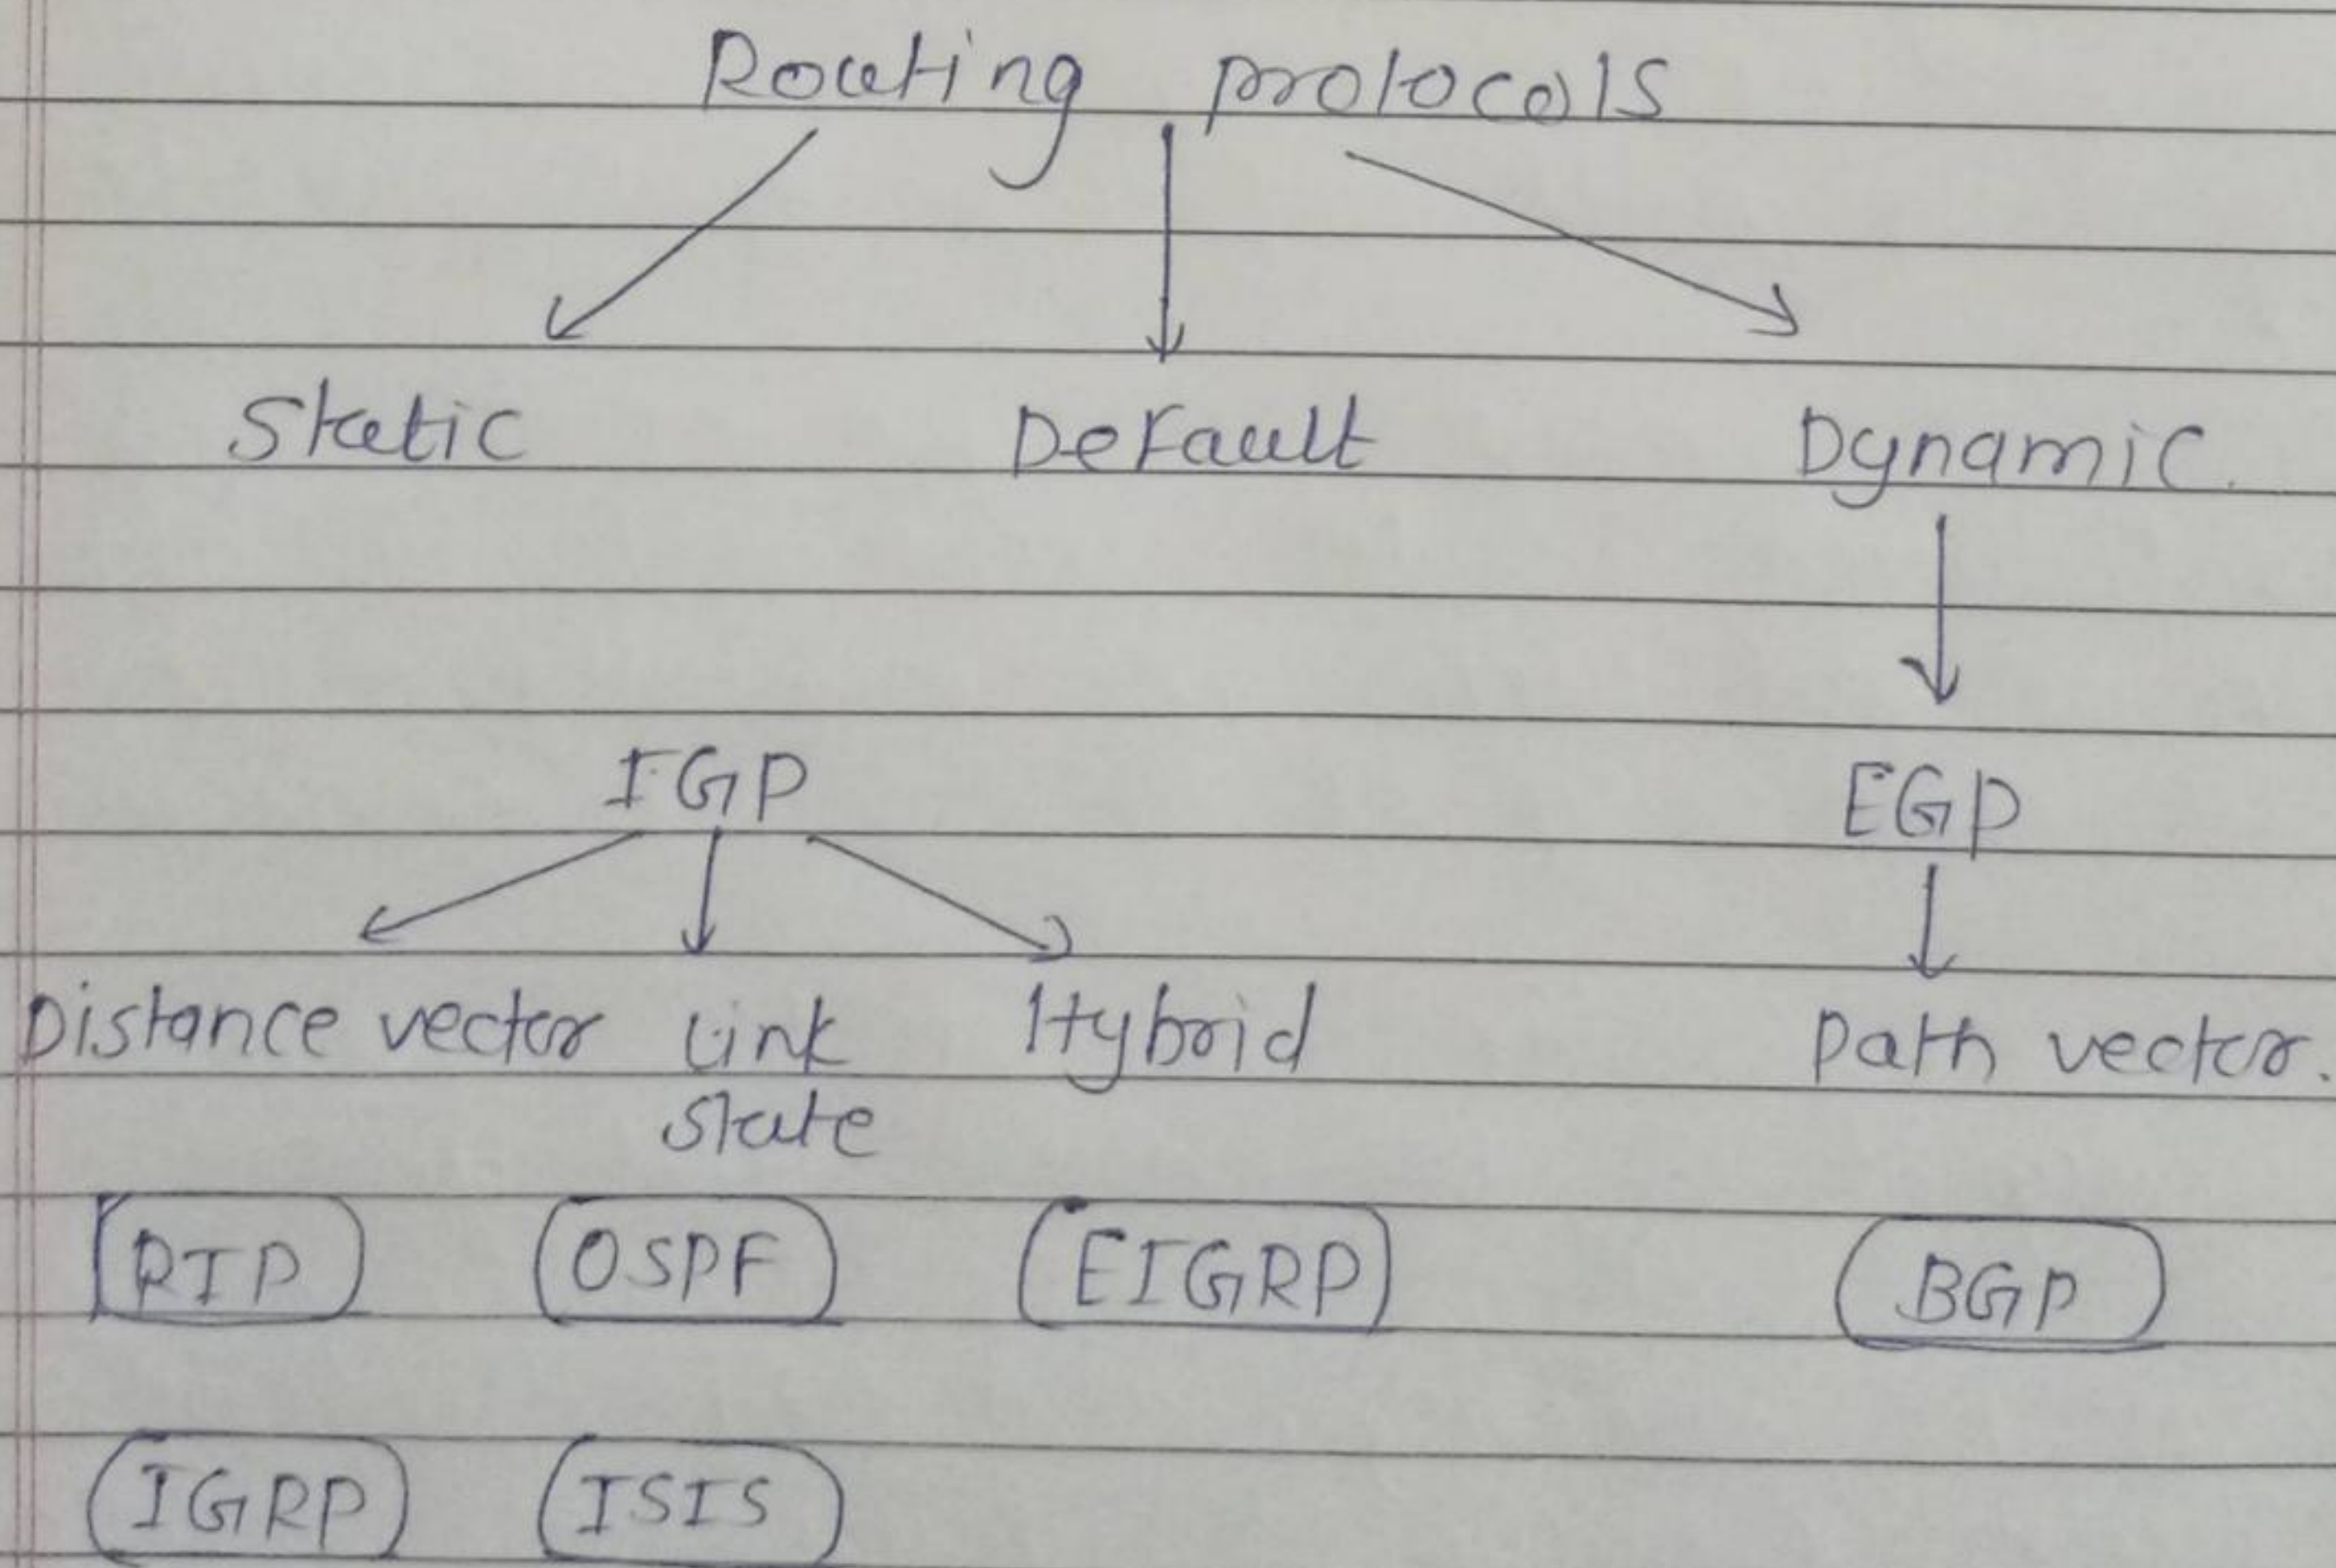 Routing protocols
Static Default Dynamic.
IGP EGP
Distance vector Link Hybrid Path vector.
state
RIP OSPF EIGRP BGP
IGRP ISIS